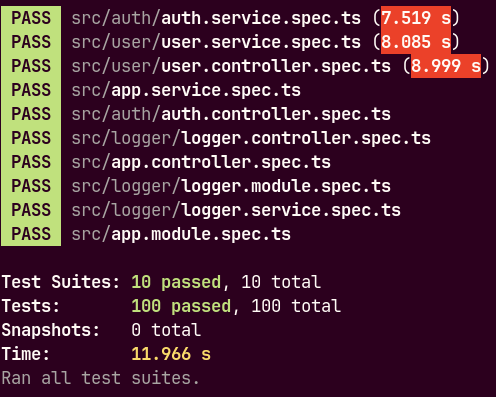 PASS src/auth/auth.service.spec.ts (7.519 s)
PASS src/user/user.service.spec.ts (8.085 s)
PASS src/user/user.controller.spec.ts (8.999 s)
PASS src/app.service.spec.ts
PASS src/auth/auth.controller.spec.ts
PASS src/logger/logger.controller.spec.ts
PASS src/app.controller.spec.ts
PASS src/logger/logger.module.spec.ts
PASS src/logger/logger.service.spec.ts
PASS src/app.module.spec.ts
Test Suites: 10 passed, 10 total
Tests: 100 passed, 100 total
Snapshots: 0 total
Time: 11.966 s
Ran all test suites.